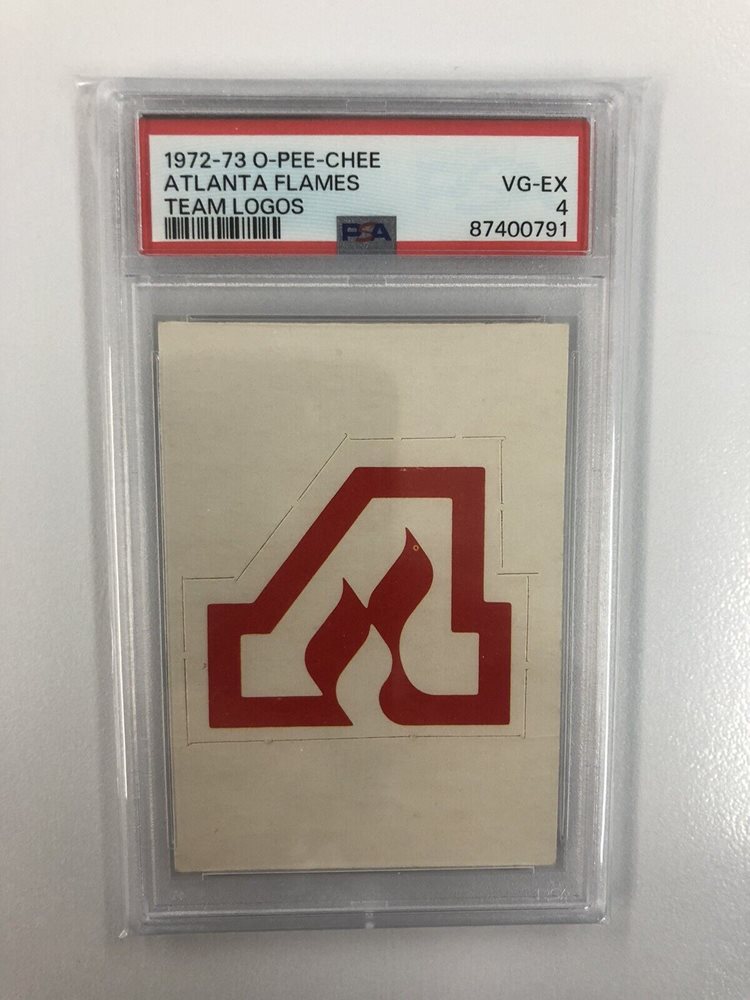 1972-73 O-PEE-CHEE
ATLANTA FLAMES VG-EX
TEAM LOGOS 4
PSA 87400791